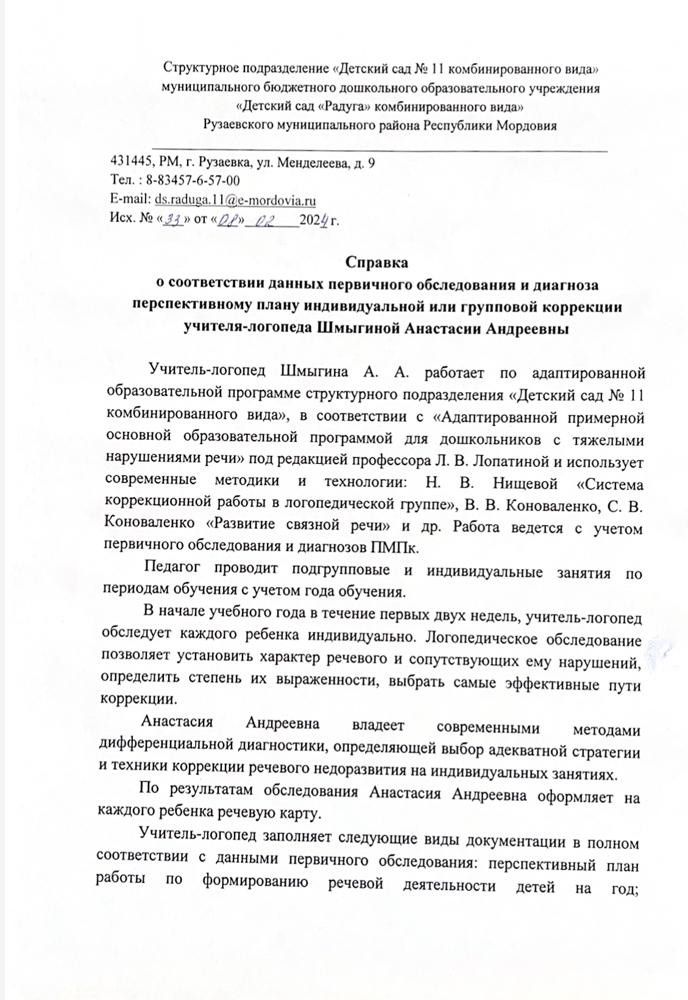 Структурное подразделение «Детский сад № 11 комбинированного вида»
муниципального бюджетного дошкольного образовательного учреждения
«Детский сад «Радуга» комбинированного вида»
Рузаевского муниципального района Республики Мордовия
431445, РМ, г. Рузаевка, ул. Менделеева, д. 9
Тел. : 8-83457-6-57-00
E-mail: ds.raduga.11@e-mordovia.ru
Исх. № «33» от «08» 02 2024 г.
Справка
о соответствии данных первичного обследования и диагноза
перспективному плану индивидуальной или групповой коррекции
учителя-логопеда Шмыгиной Анастасии Андреевны
Учитель-логопед Шмыгина А. А. работает по адаптированной
образовательной программе структурного подразделения «Детский сад № 11
комбинированного вида», в соответствии с «Адаптированной примерной
основной образовательной программой для дошкольников с тяжелыми
нарушениями речи» под редакцией профессора Л. В. Лопатиной и использует
современные методики и технологии: Н. В. Нищевой «Система
коррекционной работы в логопедической группе», В. В. Коноваленко, С. В.
Коноваленко «Развитие связной речи» и др. Работа ведется с учетом
первичного обследования и диагнозов ПМПк.
Педагог проводит подгрупповые и индивидуальные занятия по
периодам обучения с учетом года обучения.
В начале учебного года в течение первых двух недель, учитель-логопед
обследует каждого ребенка индивидуально. Логопедическое обследование
позволяет установить характер речевого и сопутствующих ему нарушений,
определить степень их выраженности, выбрать самые эффективные пути
коррекции.
Анастасия Андреевна владеет современными методами
дифференциальной диагностики, определяющей выбор адекватной стратегии
и техники коррекции речевого недоразвития на индивидуальных занятиях.
По результатам обследования Анастасия Андреевна оформляет на
каждого ребенка речевую карту.
Учитель-логопед заполняет следующие виды документации в полном
соответствии с данными первичного обследования: перспективный план
работы по формированию речевой деятельности детей на год;